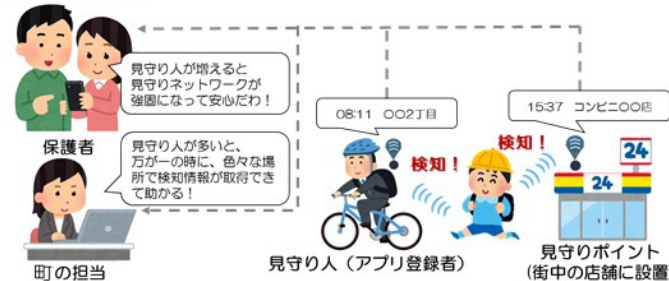 見守り人が増えると
見守りネットワークが
強固になって安心だわ!
保護者
見守り人が多いと、
万が一の時に、色々な場
所で検知情報が取得でき
て助かる!
町の担当
08:11 〇〇2丁目
検知!
見守り人(アプリ登録者)
15:37 コンビニ〇〇店
検知!
24
24
見守りポイント
(街中の店舗に設置